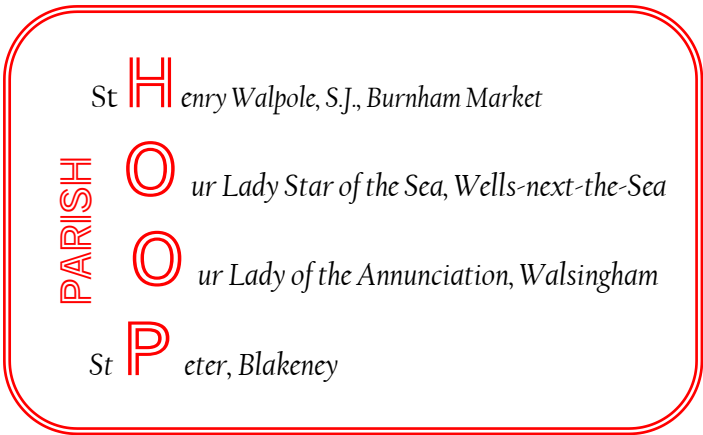 PARISH
St Henry Walpole, S.J., Burnham Market
Our Lady Star of the Sea, Wells-next-the-Sea
Our Lady of the Annunciation, Walsingham
St Peter, Blakeney